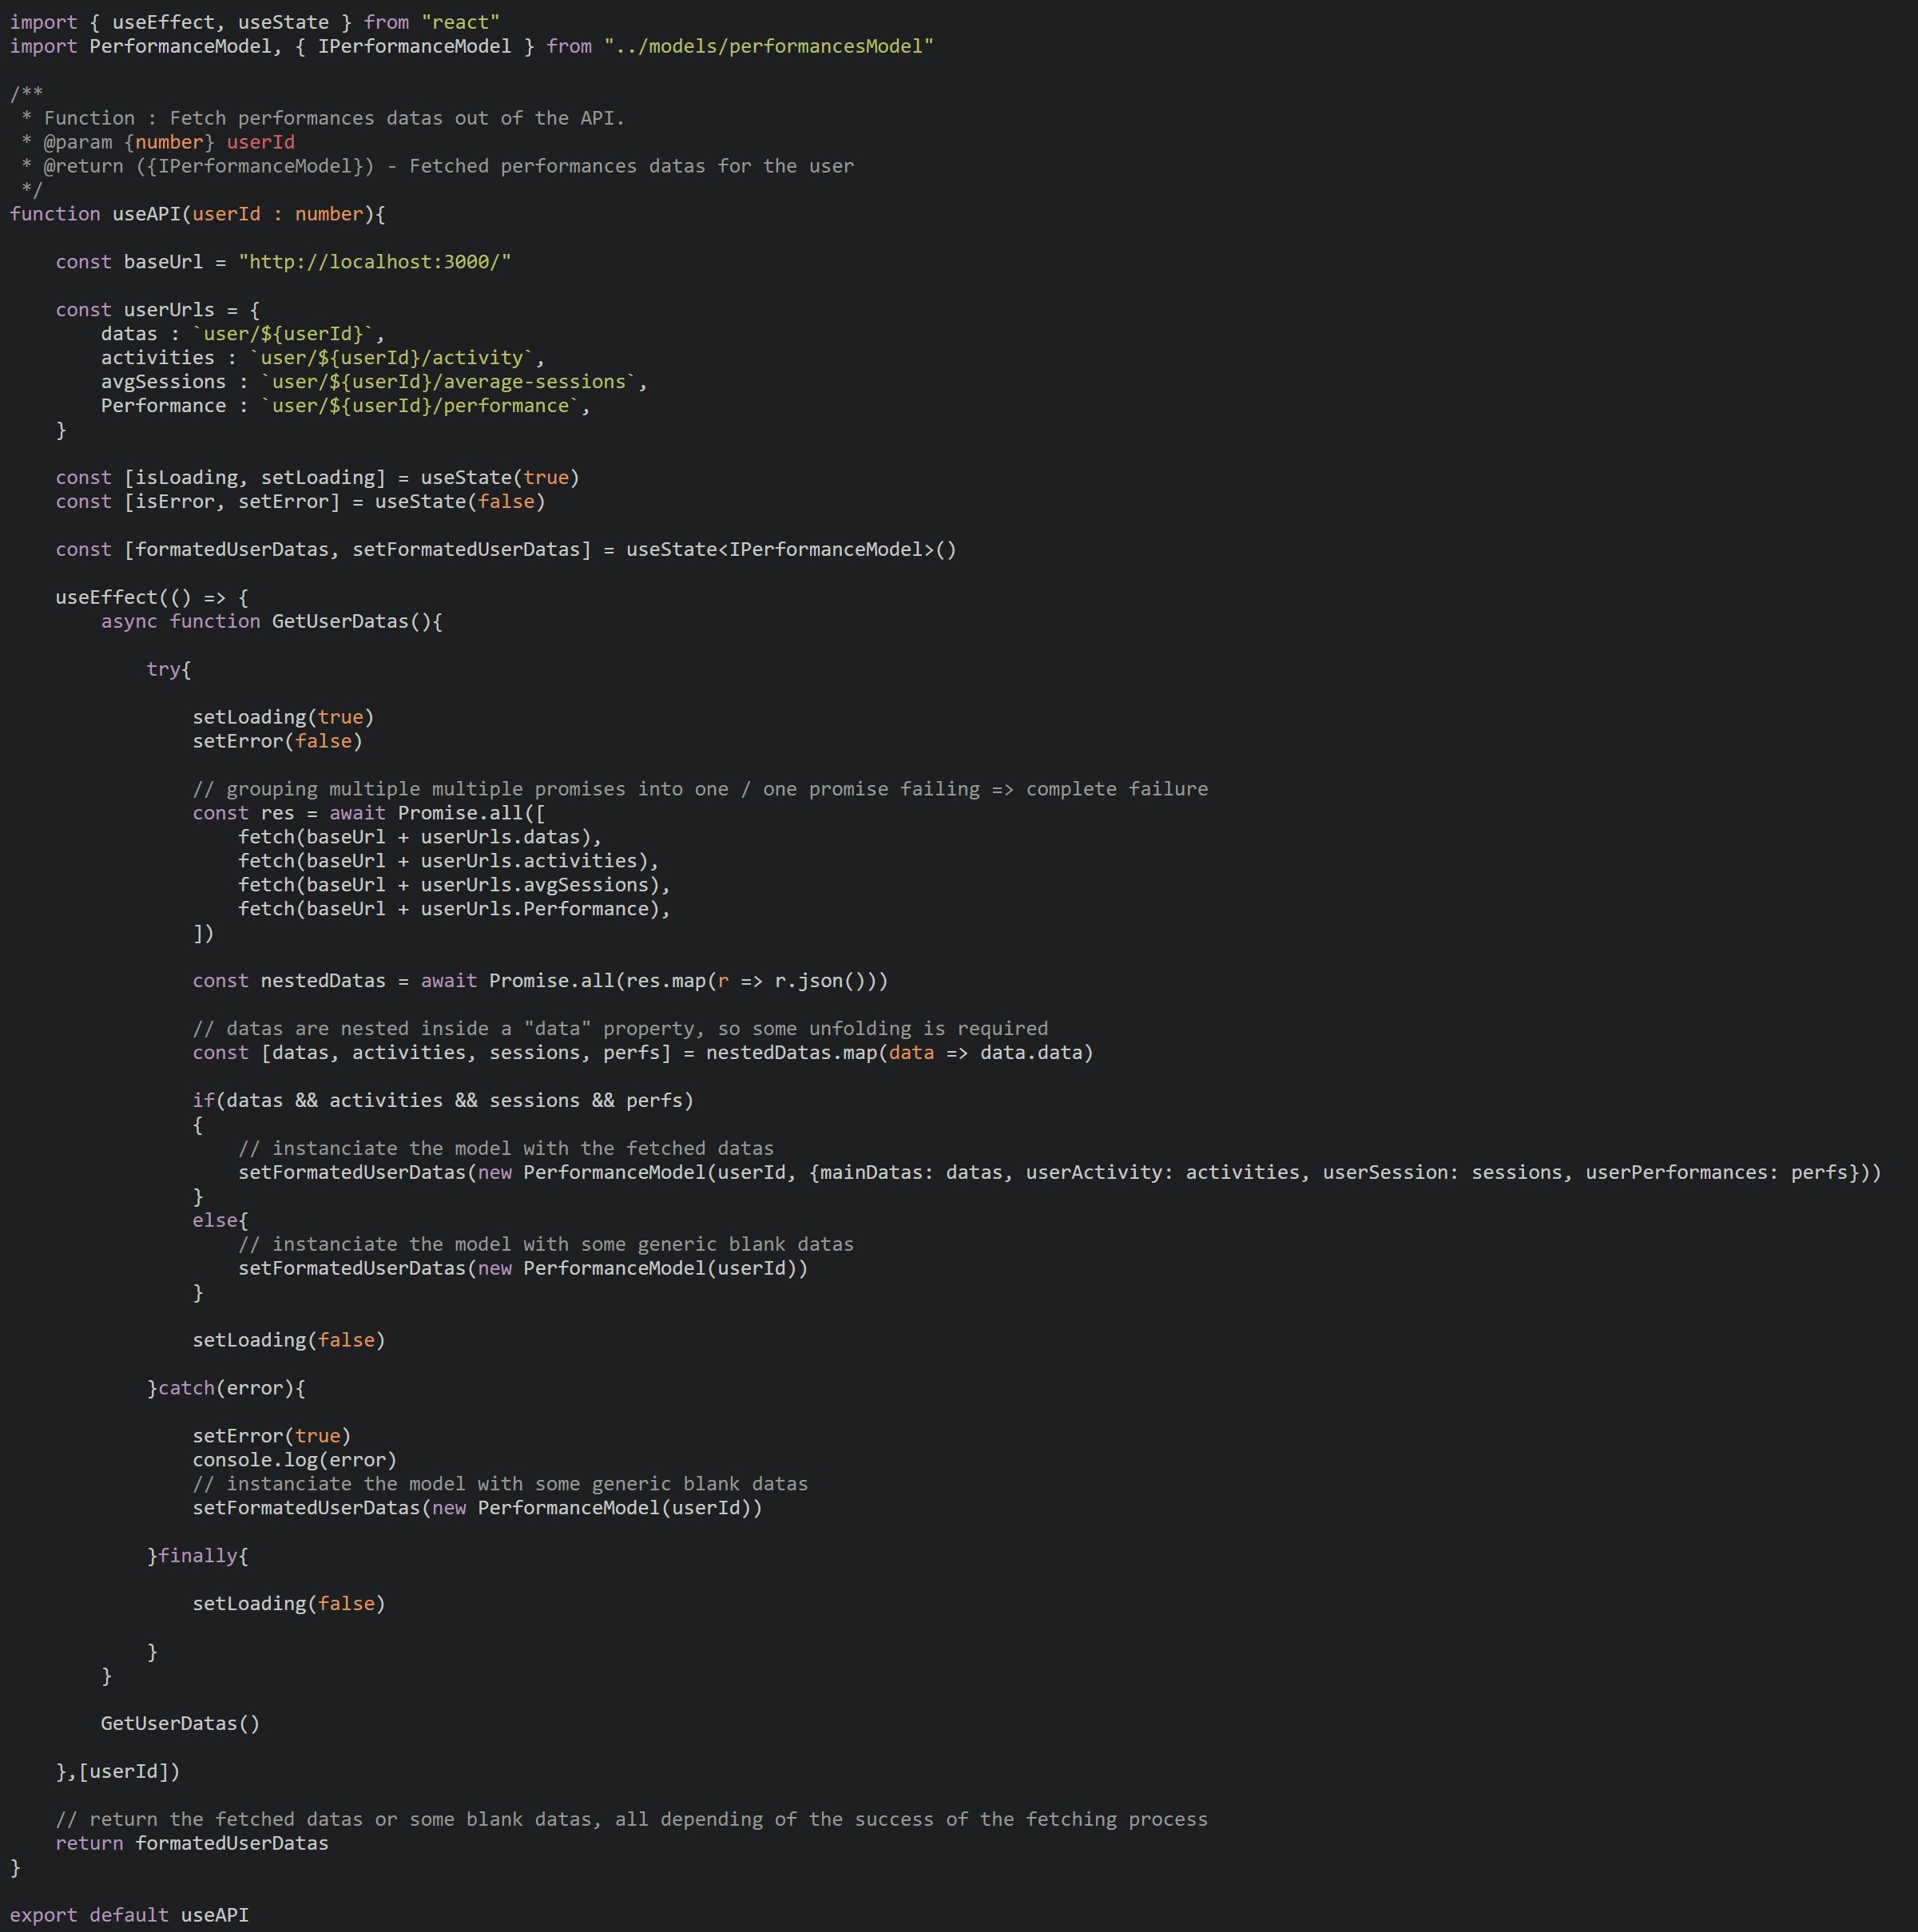 import { useEffect, useState } from "react"
import PerformanceModel, { IPerformanceModel } from "../models/performancesModel"
/**
 * Function : Fetch performances datas out of the API.
 * @param {number} userId
 * @return ({IPerformanceModel}) - Fetched performances datas for the user
 */
function useAPI(userId : number){
    const baseUrl = "http://localhost:3000/"
    const userUrls = {
        datas : `user/${userId}`,
        activities : `user/${userId}/activity`,
        avgSessions : `user/${userId}/average-sessions`,
        Performance : `user/${userId}/performance`,
    }
    const [isLoading, setLoading] = useState(true)
    const [isError, setError] = useState(false)
    const [formatedUserDatas, setFormatedUserDatas] = useState<IPerformanceModel>()
    useEffect(() => {
        async function GetUserDatas(){
            try{
                setLoading(true)
                setError(false)
                // grouping multiple multiple promises into one / one promise failing => complete failure
                const res = await Promise.all([
                    fetch(baseUrl + userUrls.datas),
                    fetch(baseUrl + userUrls.activities),
                    fetch(baseUrl + userUrls.avgSessions),
                    fetch(baseUrl + userUrls.Performance),
                ])
                const nestedDatas = await Promise.all(res.map(r => r.json()))
                // datas are nested inside a "data" property, so some unfolding is required
                const [datas, activities, sessions, perfs] = nestedDatas.map(data => data.data)
                if(datas && activities && sessions && perfs)
                {
                    // instanciate the model with the fetched datas
                    setFormatedUserDatas(new PerformanceModel(userId, {mainDatas: datas, userActivity: activities, userSession: sessions, userPerformances: perfs}))
                }
                else{
                    // instanciate the model with some generic blank datas
                    setFormatedUserDatas(new PerformanceModel(userId))
                }
                setLoading(false)
            }catch(error){
                setError(true)
                console.log(error)
                // instanciate the model with some generic blank datas
                setFormatedUserDatas(new PerformanceModel(userId))
            }finally{
                setLoading(false)
            }
        }
        GetUserDatas()
    },[userId])
    // return the fetched datas or some blank datas, all depending of the success of the fetching process
    return formatedUserDatas
}
export default useAPI